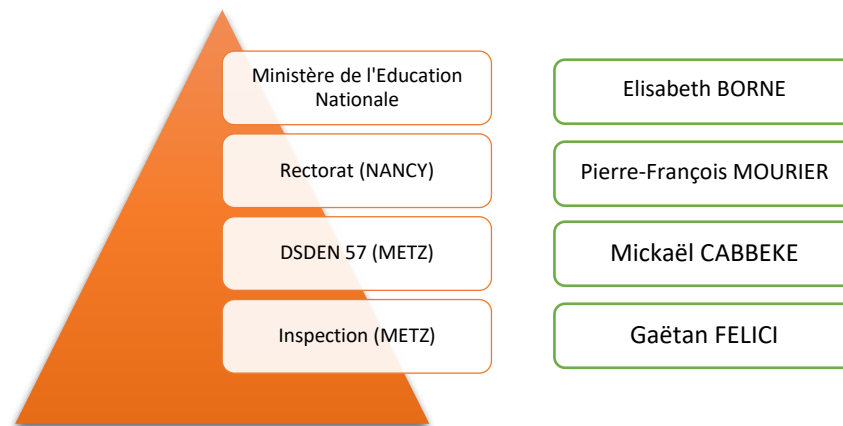 Ministère de l'Education
Nationale
Elisabeth BORNE
Rectorat (NANCY)
Pierre-François MOURIER
DSDEN 57 (METZ)
Mickaël CABBEKE
Inspection (METZ)
Gaëtan FELICI